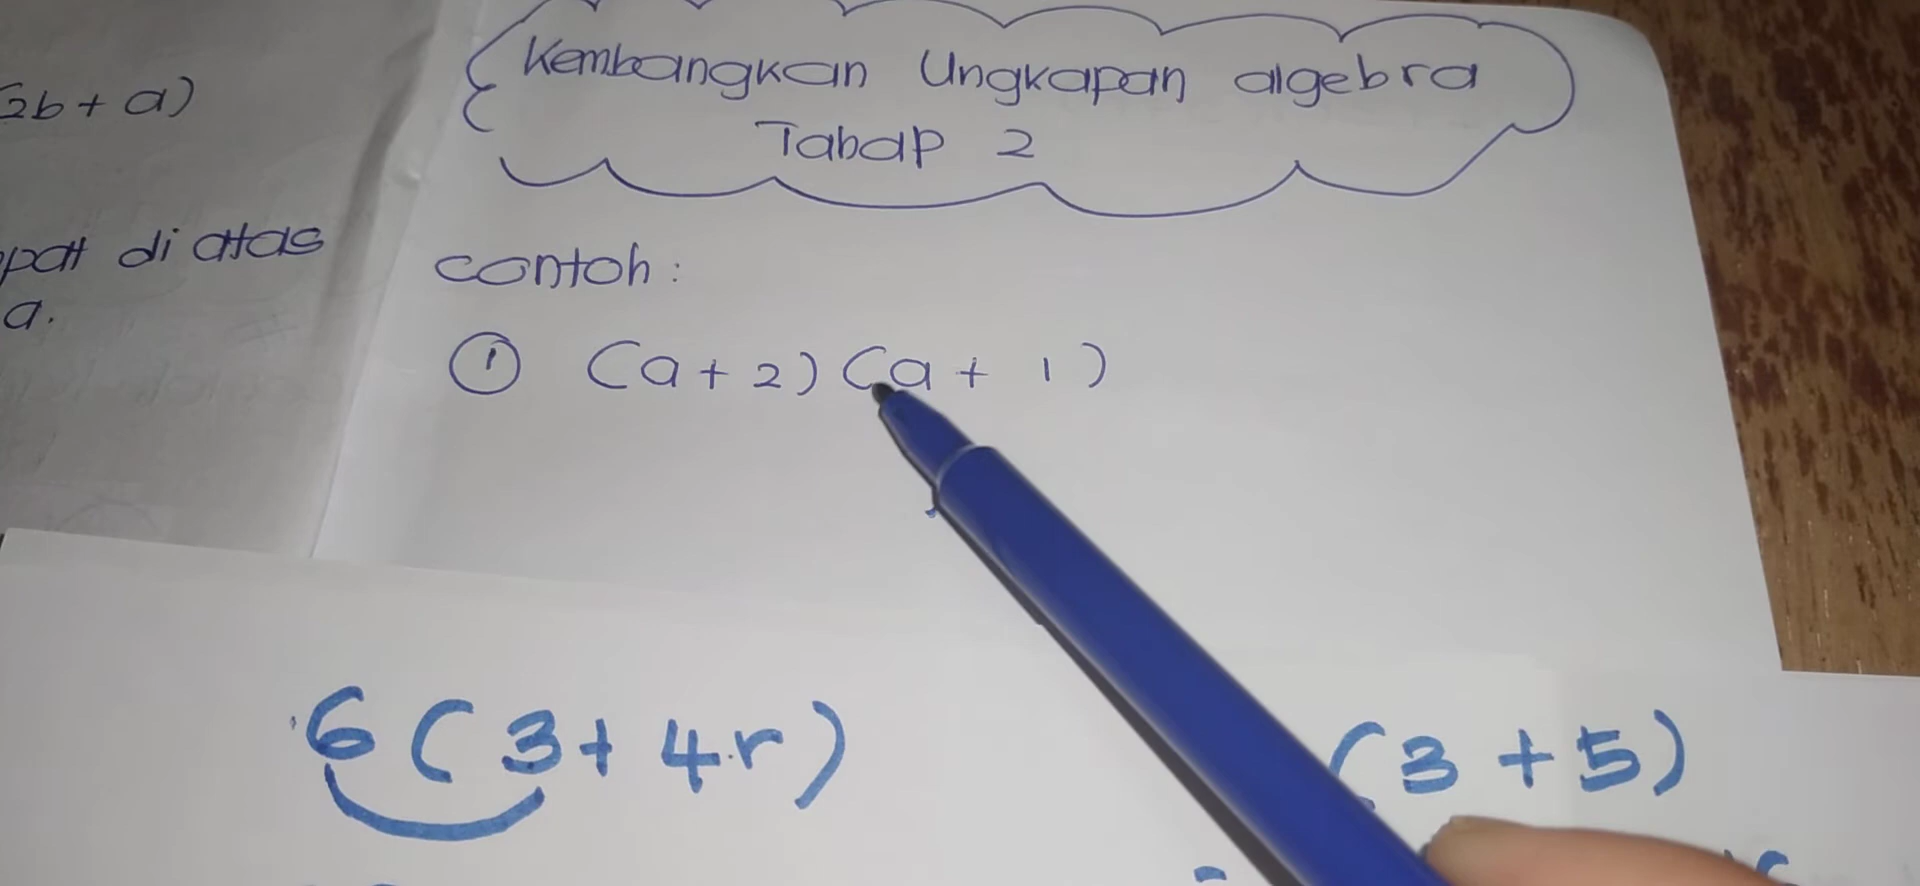 2b + a)
pat di atas
a.
Kembangkan Ungkapan algebra
Tahap 2
contoh:
① (a + 2) (a + 1)
6 (3 + 4r)
(3 + 5)